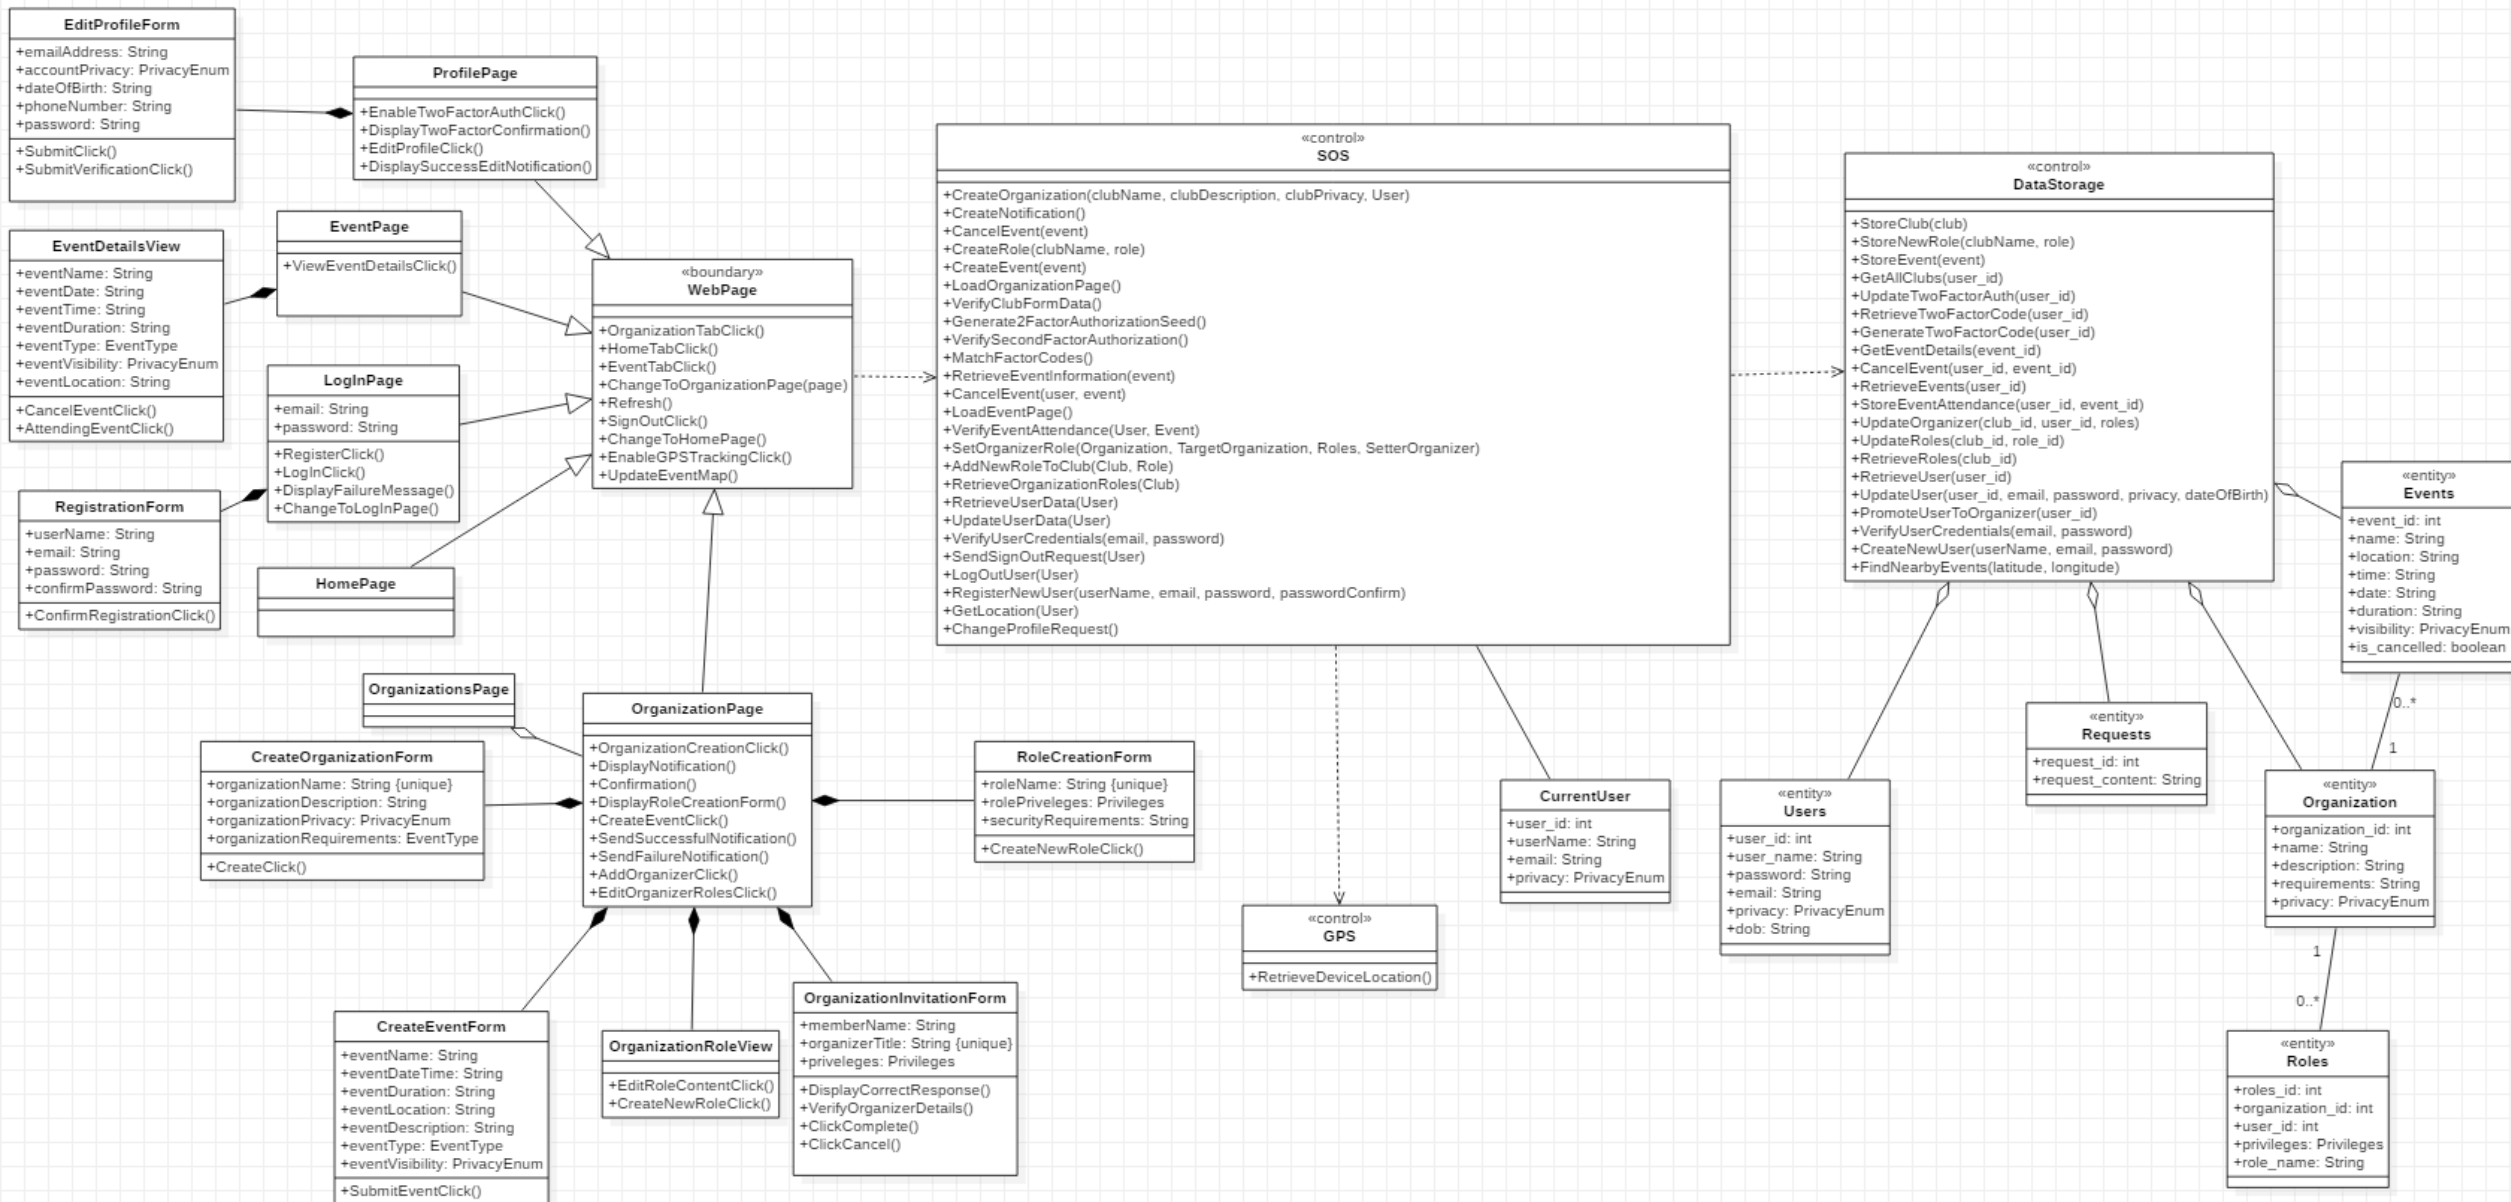 EditProfileForm
+emailAddress: String
+accountPrivacy: PrivacyEnum
+dateOfBirth: String
+phoneNumber: String
+password: String
+SubmitClick()
+SubmitVerificationClick()
ProfilePage
+EnableTwoFactorAuthClick()
+DisplayTwoFactorConfirmation()
+EditProfileClick()
+DisplaySuccessEditNotification()
EventPage
+ViewEventDetailsClick()
EventDetailsView
+eventName: String
+eventDate: String
+eventTime: String
+eventDuration: String
+eventType: EventType
+eventVisibility: PrivacyEnum
+eventLocation: String
+CancelEventClick()
+AttendingEventClick()
LogInPage
+email: String
+password: String
+RegisterClick()
+LogInClick()
+DisplayFailureMessage()
+ChangeToLogInPage()
RegistrationForm
+userName: String
+email: String
+password: String
+confirmPassword: String
+ConfirmRegistrationClick()
HomePage
«boundary»
WebPage
+OrganizationTabClick()
+HomeTabClick()
+EventTabClick()
+ChangeToOrganizationPage(page)
+Refresh()
+SignOutClick()
+ChangeToHomePage()
+EnableGPSTrackingClick()
+UpdateEventMap()
«control»
SOS
+CreateOrganization(clubName, clubDescription, clubPrivacy, User)
+CreateNotification()
+CancelEvent(event)
+CreateRole(clubName, role)
+CreateEvent(event)
+LoadOrganizationPage()
+VerifyClubFormData()
+Generate2FactorAuthorizationSeed()
+VerifySecondFactorAuthorization()
+MatchFactorCodes()
+RetrieveEventInformation(event)
+CancelEvent(user, event)
+LoadEventPage()
+VerifyEventAttendance(User, Event)
+SetOrganizerRole(Organization, TargetOrganization, Roles, SetterOrganizer)
+AddNewRoleToClub(Club, Role)
+RetrieveOrganizationRoles(Club)
+RetrieveUserData(User)
+UpdateUserData(User)
+VerifyUserCredentials(email, password)
+SendSignOutRequest(User)
+LogOutUser(User)
+RegisterNewUser(userName, email, password, passwordConfirm)
+GetLocation(User)
+ChangeProfileRequest()
«control»
DataStorage
+StoreClub(club)
+StoreNewRole(clubName, role)
+StoreEvent(event)
+GetAllClubs(user_id)
+UpdateTwoFactorAuth(user_id)
+RetrieveTwoFactorCode(user_id)
+GenerateTwoFactorCode(user_id)
+GetEventDetails(event_id)
+CancelEvent(user_id, event_id)
+RetrieveEvents(user_id)
+StoreEventAttendance(user_id, event_id)
+UpdateOrganizer(club_id, user_id, roles)
+UpdateRoles(club_id, role_id)
+RetrieveRoles(club_id)
+RetrieveUser(user_id)
+UpdateUser(user_id, email, password, privacy, dateOfBirth)
+PromoteUserToOrganizer(user_id)
+VerifyUserCredentials(email, password)
+CreateNewUser(userName, email, password)
+FindNearbyEvents(latitude, longitude)
«entity»
Events
+event_id: int
+name: String
+location: String
+time: String
+date: String
+duration: String
+visibility: PrivacyEnum
+is_cancelled: boolean
0..*
1
OrganizationsPage
OrganizationPage
+OrganizationCreationClick()
+DisplayNotification()
+Confirmation()
+DisplayRoleCreationForm()
+CreateEventClick()
+SendSuccessfulNotification()
+SendFailureNotification()
+AddOrganizerClick()
+EditOrganizerRolesClick()
CreateOrganizationForm
+organizationName: String {unique}
+organizationDescription: String
+organizationPrivacy: PrivacyEnum
+organizationRequirements: EventType
+CreateClick()
RoleCreationForm
+roleName: String {unique}
+rolePriveleges: Privileges
+securityRequirements: String
+CreateNewRoleClick()
CreateEventForm
+eventName: String
+eventDateTime: String
+eventDuration: String
+eventLocation: String
+eventDescription: String
+eventType: EventType
+eventVisibility: PrivacyEnum
+SubmitEventClick()
OrganizationRoleView
+EditRoleContentClick()
+CreateNewRoleClick()
OrganizationInvitationForm
+memberName: String
+organizerTitle: String {unique}
+priveleges: Privileges
+DisplayCorrectResponse()
+VerifyOrganizerDetails()
+ClickComplete()
+ClickCancel()
«control»
GPS
+RetrieveDeviceLocation()
CurrentUser
+user_id: int
+userName: String
+email: String
+privacy: PrivacyEnum
«entity»
Users
+user_id: int
+user_name: String
+password: String
+email: String
+privacy: PrivacyEnum
+dob: String
«entity»
Requests
+request_id: int
+request_content: String
«entity»
Organization
+organization_id: int
+name: String
+description: String
+requirements: String
+privacy: PrivacyEnum
1
0..*
«entity»
Roles
+roles_id: int
+organization_id: int
+user_id: int
+privileges: Privileges
+role_name: String